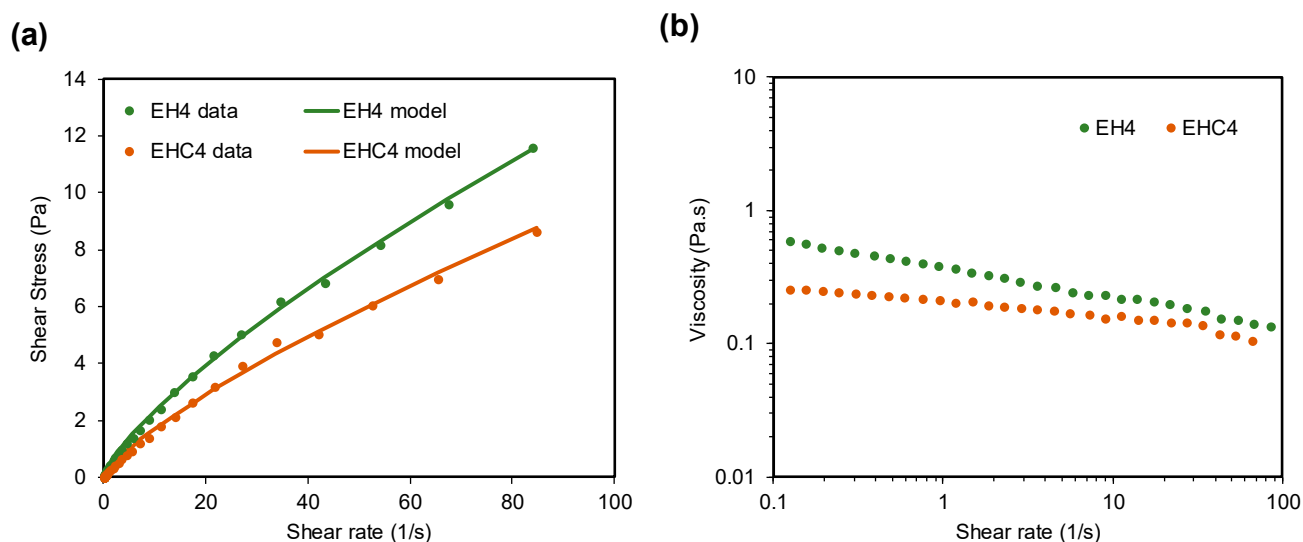 (a)
14
12
10
8
6
4
2
0
Shear Stress (Pa)
EH4 data
EH4 model
EHC4 data
EHC4 model
0 20 40 60 80 100
Shear rate (1/s)
(b)
10
1
0.1
0.01
Viscosity (Pa.s)
EH4 EHC4
0.1 1 10 100
Shear rate (1/s)